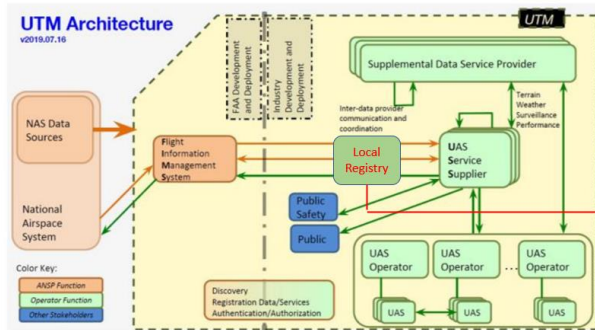 UTM Architecture
v2019.07.16
UTM
FAA Development
and Deployment
Industry
Development and
Deployment
Supplemental Data Service Provider
Inter-data provider
communication and
coordination
Terrain
Weather
Surveillance
Performance
NAS Data
Sources
National
Airspace
System
Flight
Information
Management
System
Local
Registry
UAS
Service
Supplier
Public
Safety
Public
UAS
Operator
UAS
Operator
...
UAS
Operator
UAS
UAS
UAS
Color Key:
ANSP Function
Operator Function
Other Stakeholders
Discovery
Registration Data/Services
Authentication/Authorization